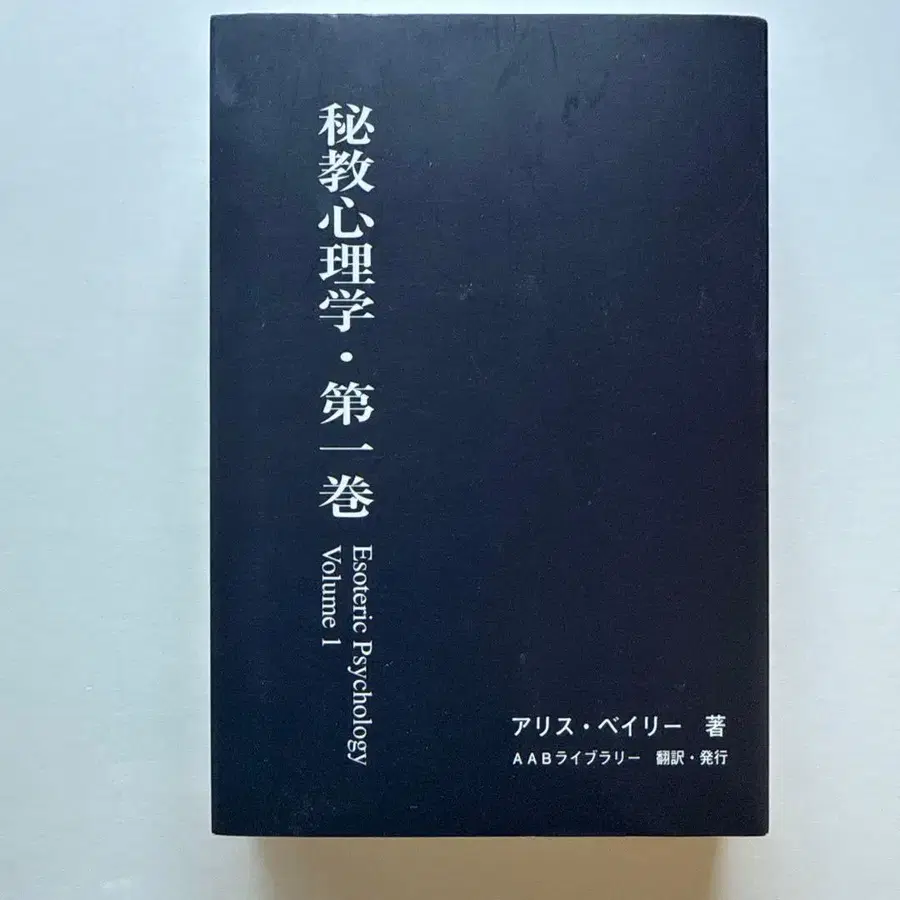 秘教心理学・第一巻
Esoteric Psychology
Volume 1
アリス・ベイリー　著
ＡＡＢライブラリー　翻訳・発行